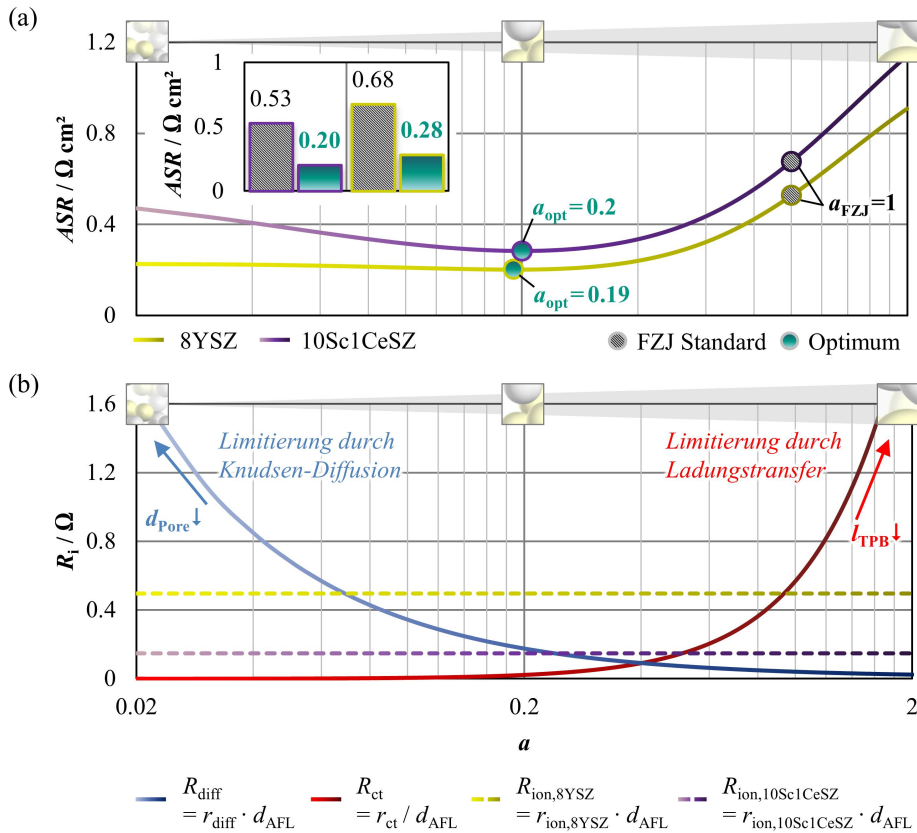 (a)
1.2
0.8
0.4
0
ASR / Ω cm²
1
0.5
0
ASR / Ω cm²
0.53
0.20
0.68
0.28
a_opt = 0.2
a_opt = 0.19
a_FZJ = 1
8YSZ
10Sc1CeSZ
FZJ Standard
Optimum
(b)
1.6
1.2
0.8
0.4
0
R_i / Ω
Limitierung durch
Knudsen-Diffusion
d_Pore ↓
Limitierung durch
Ladungstransfer
l_TPB ↓
0.02
0.2
2
a
R_diff
= r_diff · d_AFL
R_ct
= r_ct / d_AFL
R_ion,8YSZ
= r_ion,8YSZ · d_AFL
R_ion,10Sc1CeSZ
= r_ion,10Sc1CeSZ · d_AFL